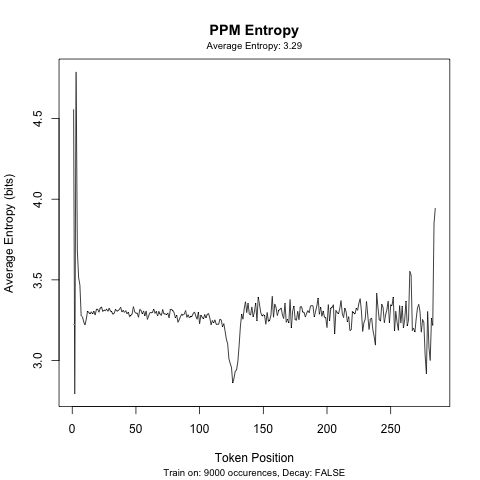 PPM Entropy
Average Entropy: 3.29
Average Entropy (bits)
4.5
4.0
3.5
3.0
0 50 100 150 200 250
Token Position
Train on: 9000 occurences, Decay: FALSE